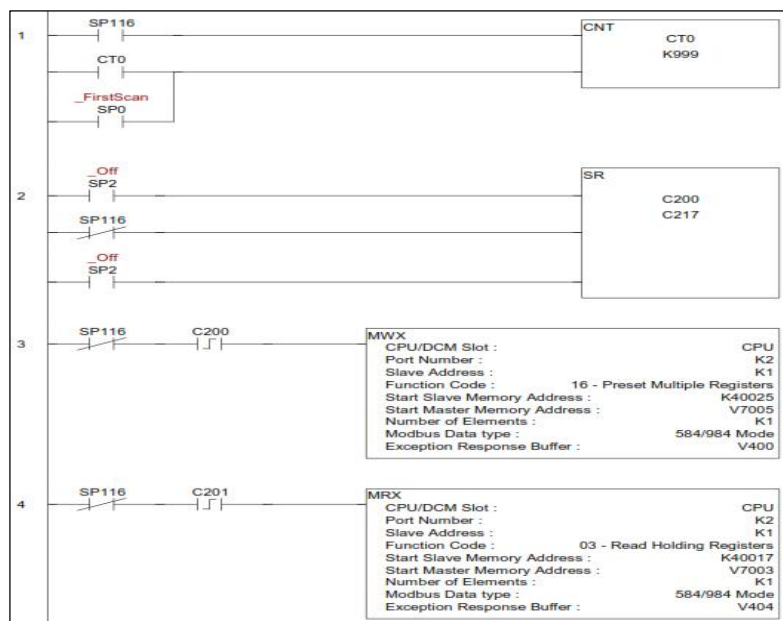 1
SP116
CNT
CT0
K999
CT0
_FirstScan
SP0
2
_Off
SP2
SR
C200
C217
SP116
_Off
SP2
3
SP116
C200
MWX
CPU/DCM Slot : CPU
Port Number : K2
Slave Address : K1
Function Code : 16 - Preset Multiple Registers
Start Slave Memory Address : K40025
Start Master Memory Address : V7005
Number of Elements : K1
Modbus Data type : 584/984 Mode
Exception Response Buffer : V400
4
SP116
C201
MRX
CPU/DCM Slot : CPU
Port Number : K2
Slave Address : K1
Function Code : 03 - Read Holding Registers
Start Slave Memory Address : K40017
Start Master Memory Address : V7003
Number of Elements : K1
Modbus Data type : 584/984 Mode
Exception Response Buffer : V404